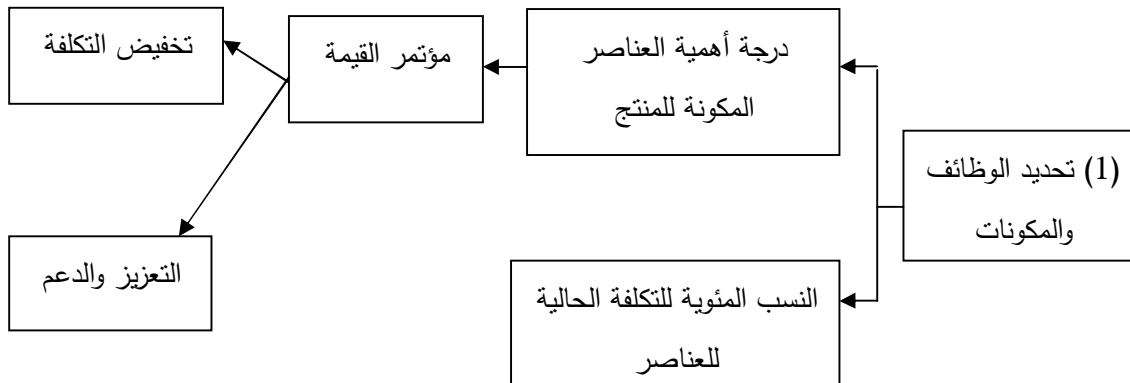 (1) تحديد الوظائف
والمكونات
درجة أهمية العناصر
المكونة للمنتج
النسب المئوية للتكلفة الحالية
للعناصر
مؤتمر القيمة
تخفيض التكلفة
التعزيز والدعم